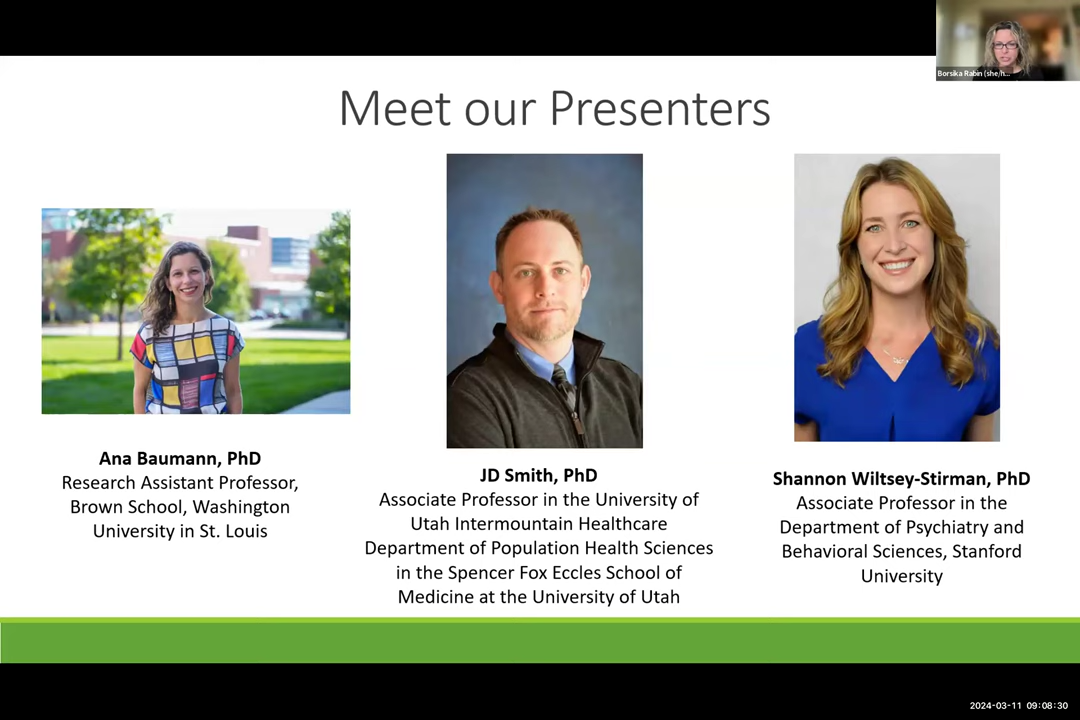 Borsika Rabin (she/h...
Meet our Presenters
Ana Baumann, PhD
Research Assistant Professor,
Brown School, Washington
University in St. Louis
JD Smith, PhD
Associate Professor in the University of
Utah Intermountain Healthcare
Department of Population Health Sciences
in the Spencer Fox Eccles School of
Medicine at the University of Utah
Shannon Wiltsey-Stirman, PhD
Associate Professor in the
Department of Psychiatry and
Behavioral Sciences, Stanford
University
2024-03-11 09:08:30